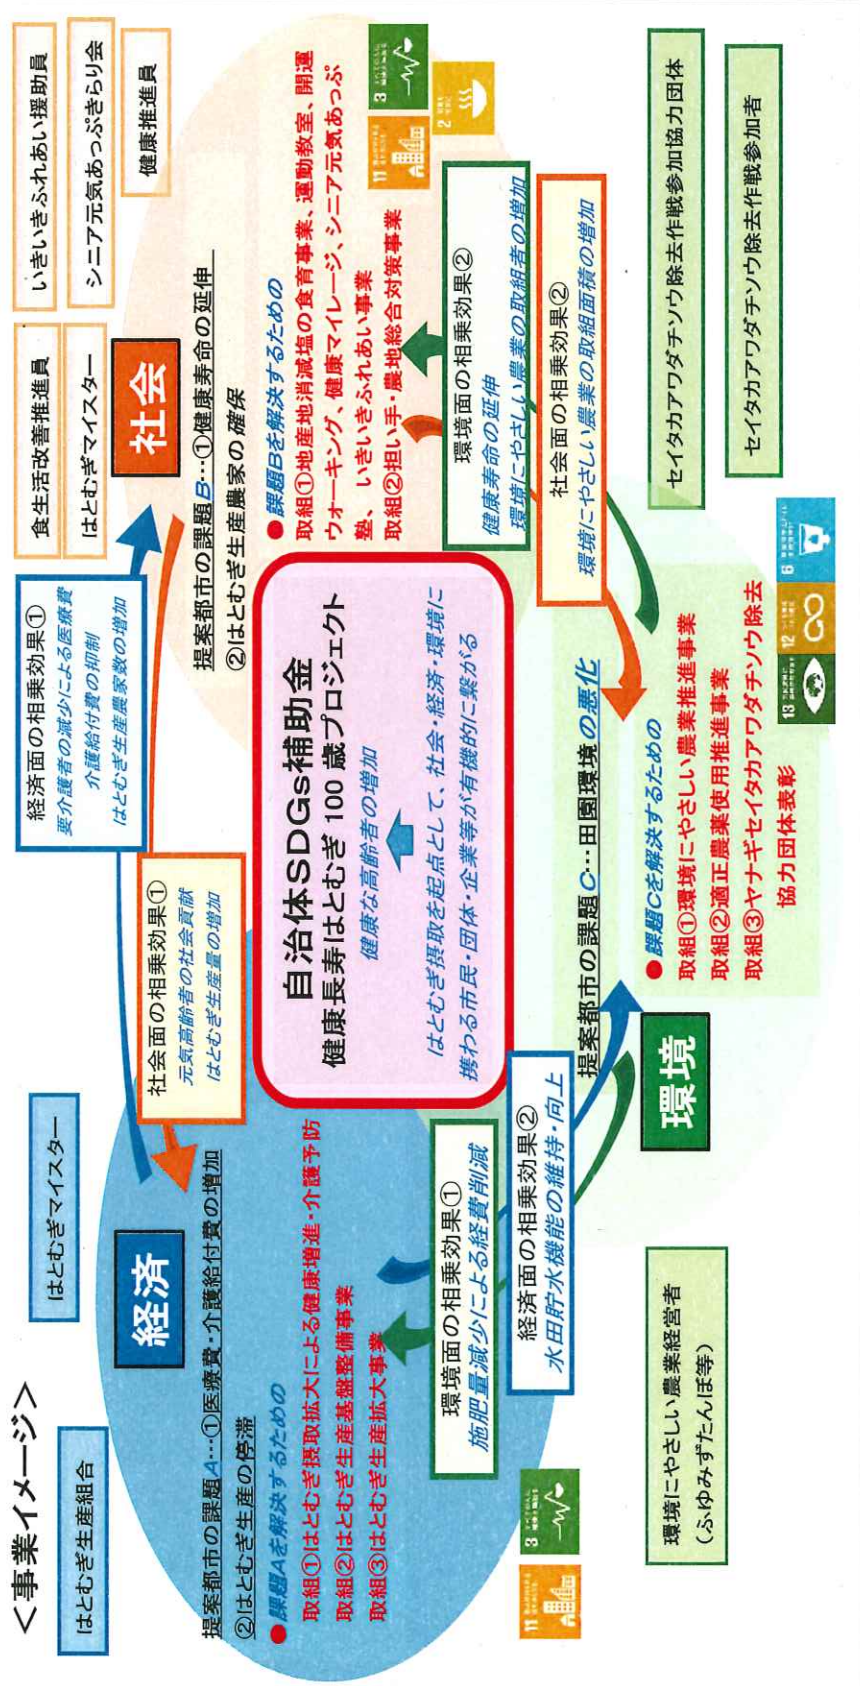 <事業イメージ>
はとむぎ生産組合
はとむぎマイスター
経済
提案都市の課題A…①医療費・介護給付費の増加
②はとむぎ生産の停滞
●課題Aを解決するための
取組①はとむぎ摂取拡大による健康増進・介護予防
取組②はとむぎ生産基盤整備事業
取組③はとむぎ生産拡大事業
11
3
経済面の相乗効果①
要介護者の減少による医療費
介護給付費の抑制
はとむぎ生産農家数の増加
社会面の相乗効果①
元気高齢者の社会貢献
はとむぎ生産量の増加
食生活改善推進員
はとむぎマイスター
いきいきふれあい援助員
シニア元気あっぷきらり会
健康推進員
社会
提案都市の課題B…①健康寿命の延伸
②はとむぎ生産農家の確保
●課題Bを解決するための
取組①地産地消減塩の食育事業、運動教室、開運
ウォーキング、健康マイレージ、シニア元気あっぷ
塾、いきいきふれあい事業
取組②担い手・農地総合対策事業
11
3
2
自治体SDGs補助金
健康長寿はとむぎ100歳プロジェクト
健康な高齢者の増加
はとむぎ摂取を起点として、社会・経済・環境に
携わる市民・団体・企業等が有機的に繋がる
環境面の相乗効果①
施肥量減少による経費削減
経済面の相乗効果②
水田貯水機能の維持・向上
環境面の相乗効果②
健康寿命の延伸
環境にやさしい農業の取組者の増加
社会面の相乗効果②
環境にやさしい農業の取組面積の増加
提案都市の課題C…田園環境の悪化
環境
●課題Cを解決するための
取組①環境にやさしい農業推進事業
取組②適正農薬使用推進事業
取組③ヤナギセイタカアワダチソウ除去
協力団体表彰
13
12
6
環境にやさしい農業経営者
(ふゆみずたんぼ等)
セイタカアワダチソウ除去作戦参加協力団体
セイタカアワダチソウ除去作戦参加者